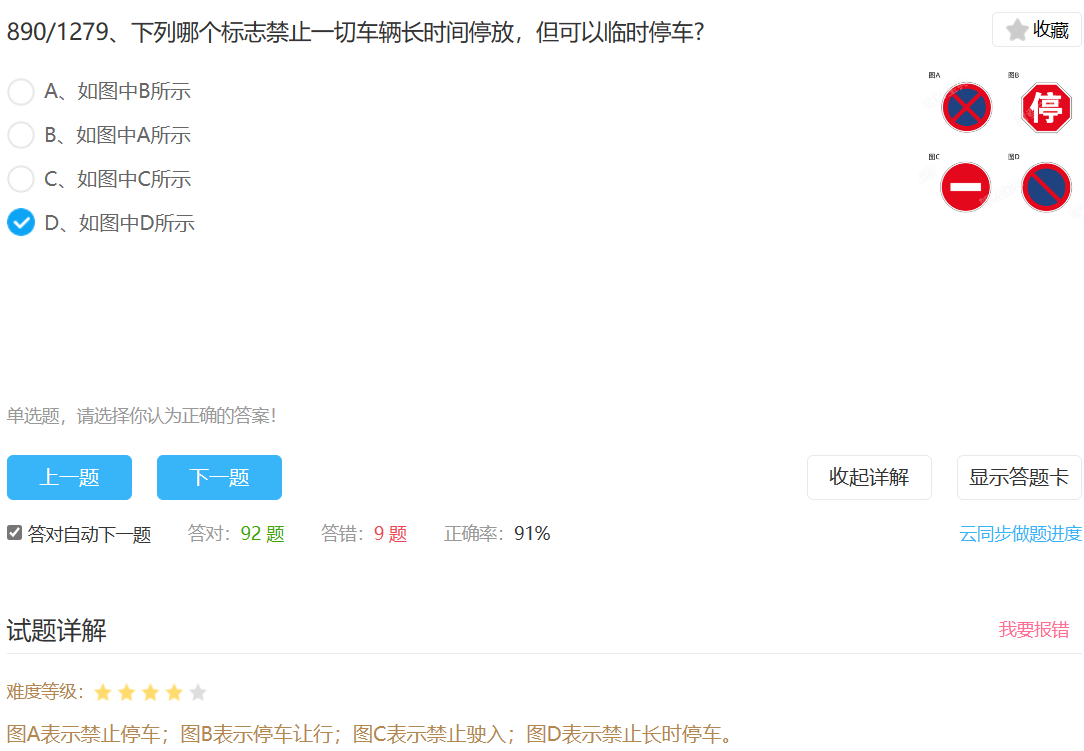 890/1279、下列哪个标志禁止一切车辆长时间停放，但可以临时停车?
收藏
A、如图中B所示
B、如图中A所示
C、如图中C所示
D、如图中D所示
图A
图B
停
图C
图D
单选题，请选择你认为正确的答案!
上一题
下一题
收起详解
显示答题卡
答对自动下一题
答对：92 题
答错：9 题
正确率：91%
云同步做题进度
试题详解
我要报错
难度等级：
图A表示禁止停车；图B表示停车让行；图C表示禁止驶入；图D表示禁止长时停车。